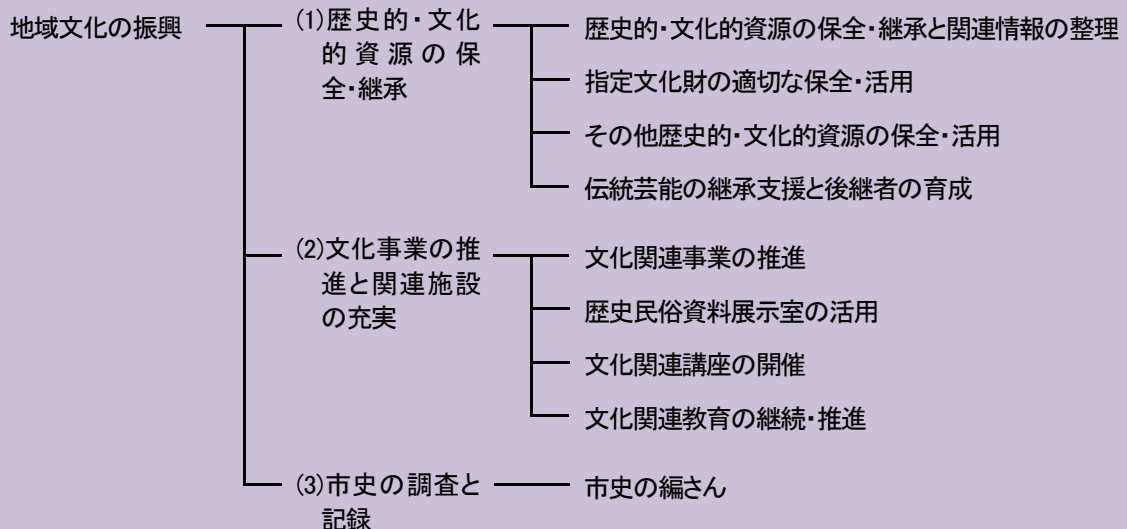 地域文化の振興
(1)歴史的・文化
的資源の保
全・継承
歴史的・文化的資源の保全・継承と関連情報の整理
指定文化財の適切な保全・活用
その他歴史的・文化的資源の保全・活用
伝統芸能の継承支援と後継者の育成
(2)文化事業の推
進と関連施設
の充実
文化関連事業の推進
歴史民俗資料展示室の活用
文化関連講座の開催
文化関連教育の継続・推進
(3)市史の調査と
記録
市史の編さん